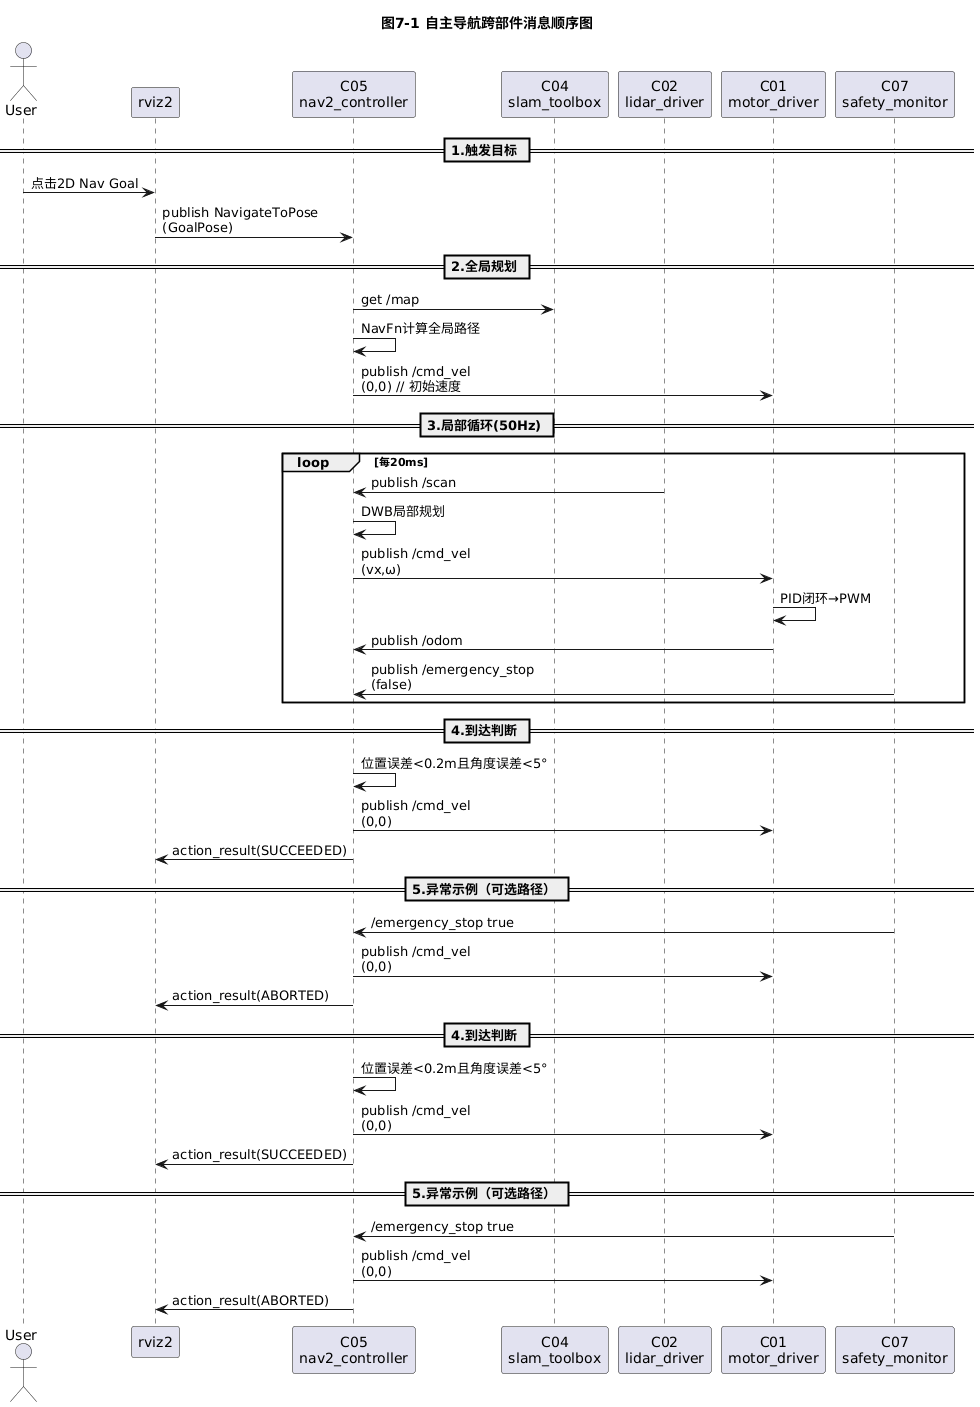 图7-1 自主导航跨部件消息顺序图
User
rviz2
C05
nav2_controller
C04
slam_toolbox
C02
lidar_driver
C01
motor_driver
C07
safety_monitor
1.触发目标
点击2D Nav Goal
publish NavigateToPose
(GoalPose)
2.全局规划
get /map
NavFn计算全局路径
publish /cmd_vel
(0,0) // 初始速度
3.局部循环(50Hz)
loop [每20ms]
publish /scan
DWB局部规划
publish /cmd_vel
(vx,ω)
PID闭环→PWM
publish /odom
publish /emergency_stop
(false)
4.到达判断
位置误差<0.2m且角度误差<5°
publish /cmd_vel
(0,0)
action_result(SUCCEEDED)
5.异常示例（可选路径）
/emergency_stop true
publish /cmd_vel
(0,0)
action_result(ABORTED)
4.到达判断
位置误差<0.2m且角度误差<5°
publish /cmd_vel
(0,0)
action_result(SUCCEEDED)
5.异常示例（可选路径）
/emergency_stop true
publish /cmd_vel
(0,0)
action_result(ABORTED)
User
rviz2
C05
nav2_controller
C04
slam_toolbox
C02
lidar_driver
C01
motor_driver
C07
safety_monitor